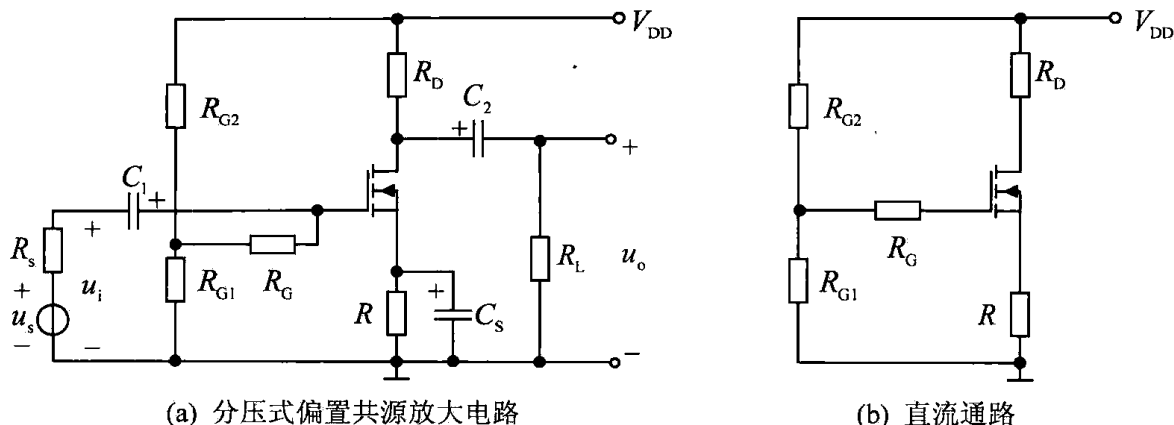 V_DD
R_D
C_2
+
R_G2
+
C_1
+
R_s
+
R_G
R_G1
R_L
u_o
+
u_s
u_i
+
R
C_S
−
−
−
(a) 分压式偏置共源放大电路
V_DD
R_D
R_G2
R_G
R_G1
R
(b) 直流通路